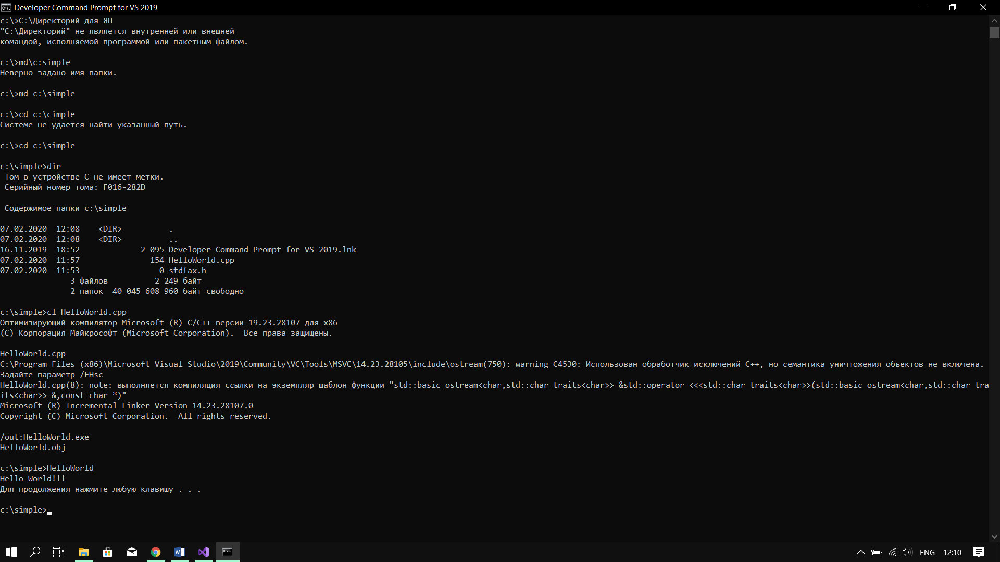 Developer Command Prompt for VS 2019
c:\>C:\Директорий для ЯП
"C:\Директорий" не является внутренней или внешней
командой, исполняемой программой или пакетным файлом.
c:\>md\c:simple
Неверно задано имя папки.
c:\>md c:\simple
c:\>cd c:\cimple
Системе не удается найти указанный путь.
c:\>cd c:\simple
c:\simple>dir
Том в устройстве C не имеет метки.
Серийный номер тома: F016-282D
Содержимое папки c:\simple
07.02.2020  12:08    <DIR>          .
07.02.2020  12:08    <DIR>          ..
16.11.2019  18:52             2 095 Developer Command Prompt for VS 2019.lnk
07.02.2020  11:57               154 HelloWorld.cpp
07.02.2020  11:53                 0 stdfax.h
3 файлов          2 249 байт
2 папок  40 045 608 960 байт свободно
c:\simple>cl HelloWorld.cpp
Оптимизирующий компилятор Microsoft (R) C/C++ версии 19.23.28107 для x86
(C) Корпорация Майкрософт (Microsoft Corporation).  Все права защищены.
HelloWorld.cpp
C:\Program Files (x86)\Microsoft Visual Studio\2019\Community\VC\Tools\MSVC\14.23.28105\include\ostream(750): warning C4530: Использован обработчик исключений C++, но семантика уничтожения объектов не включена.
Задайте параметр /EHsc
HelloWorld.cpp(8): note: выполняется компиляция ссылки на экземпляр шаблон функции "std::basic_ostream<char,std::char_traits<char>> &std::operator <<<std::char_traits<char>>(std::basic_ostream<char,std::char_tra
its<char>> &,const char *)"
Microsoft (R) Incremental Linker Version 14.23.28107.0
Copyright (C) Microsoft Corporation.  All rights reserved.
/out:HelloWorld.exe
HelloWorld.obj
c:\simple>HelloWorld
Hello World!!!
Для продолжения нажмите любую клавишу . . .
c:\simple>
ENG
12:10